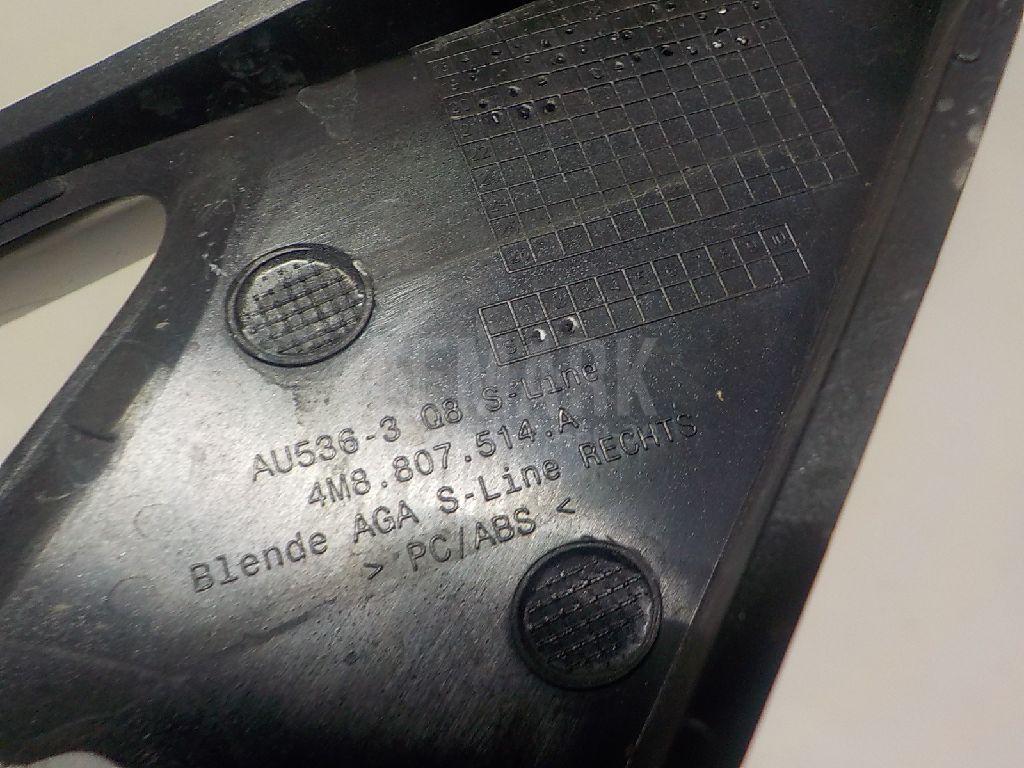 AU536-3 Q8 S-Line
4M8.807.514.A
Blende AGA S-Line RECHTS
> PC/ABS <